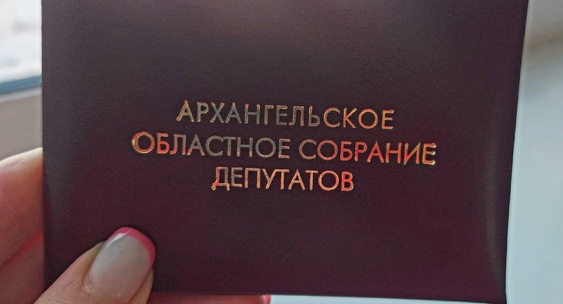 АРХАНГЕЛЬСКОЕ
ОБЛАСТНОЕ СОБРАНИЕ
ДЕПУТАТОВ